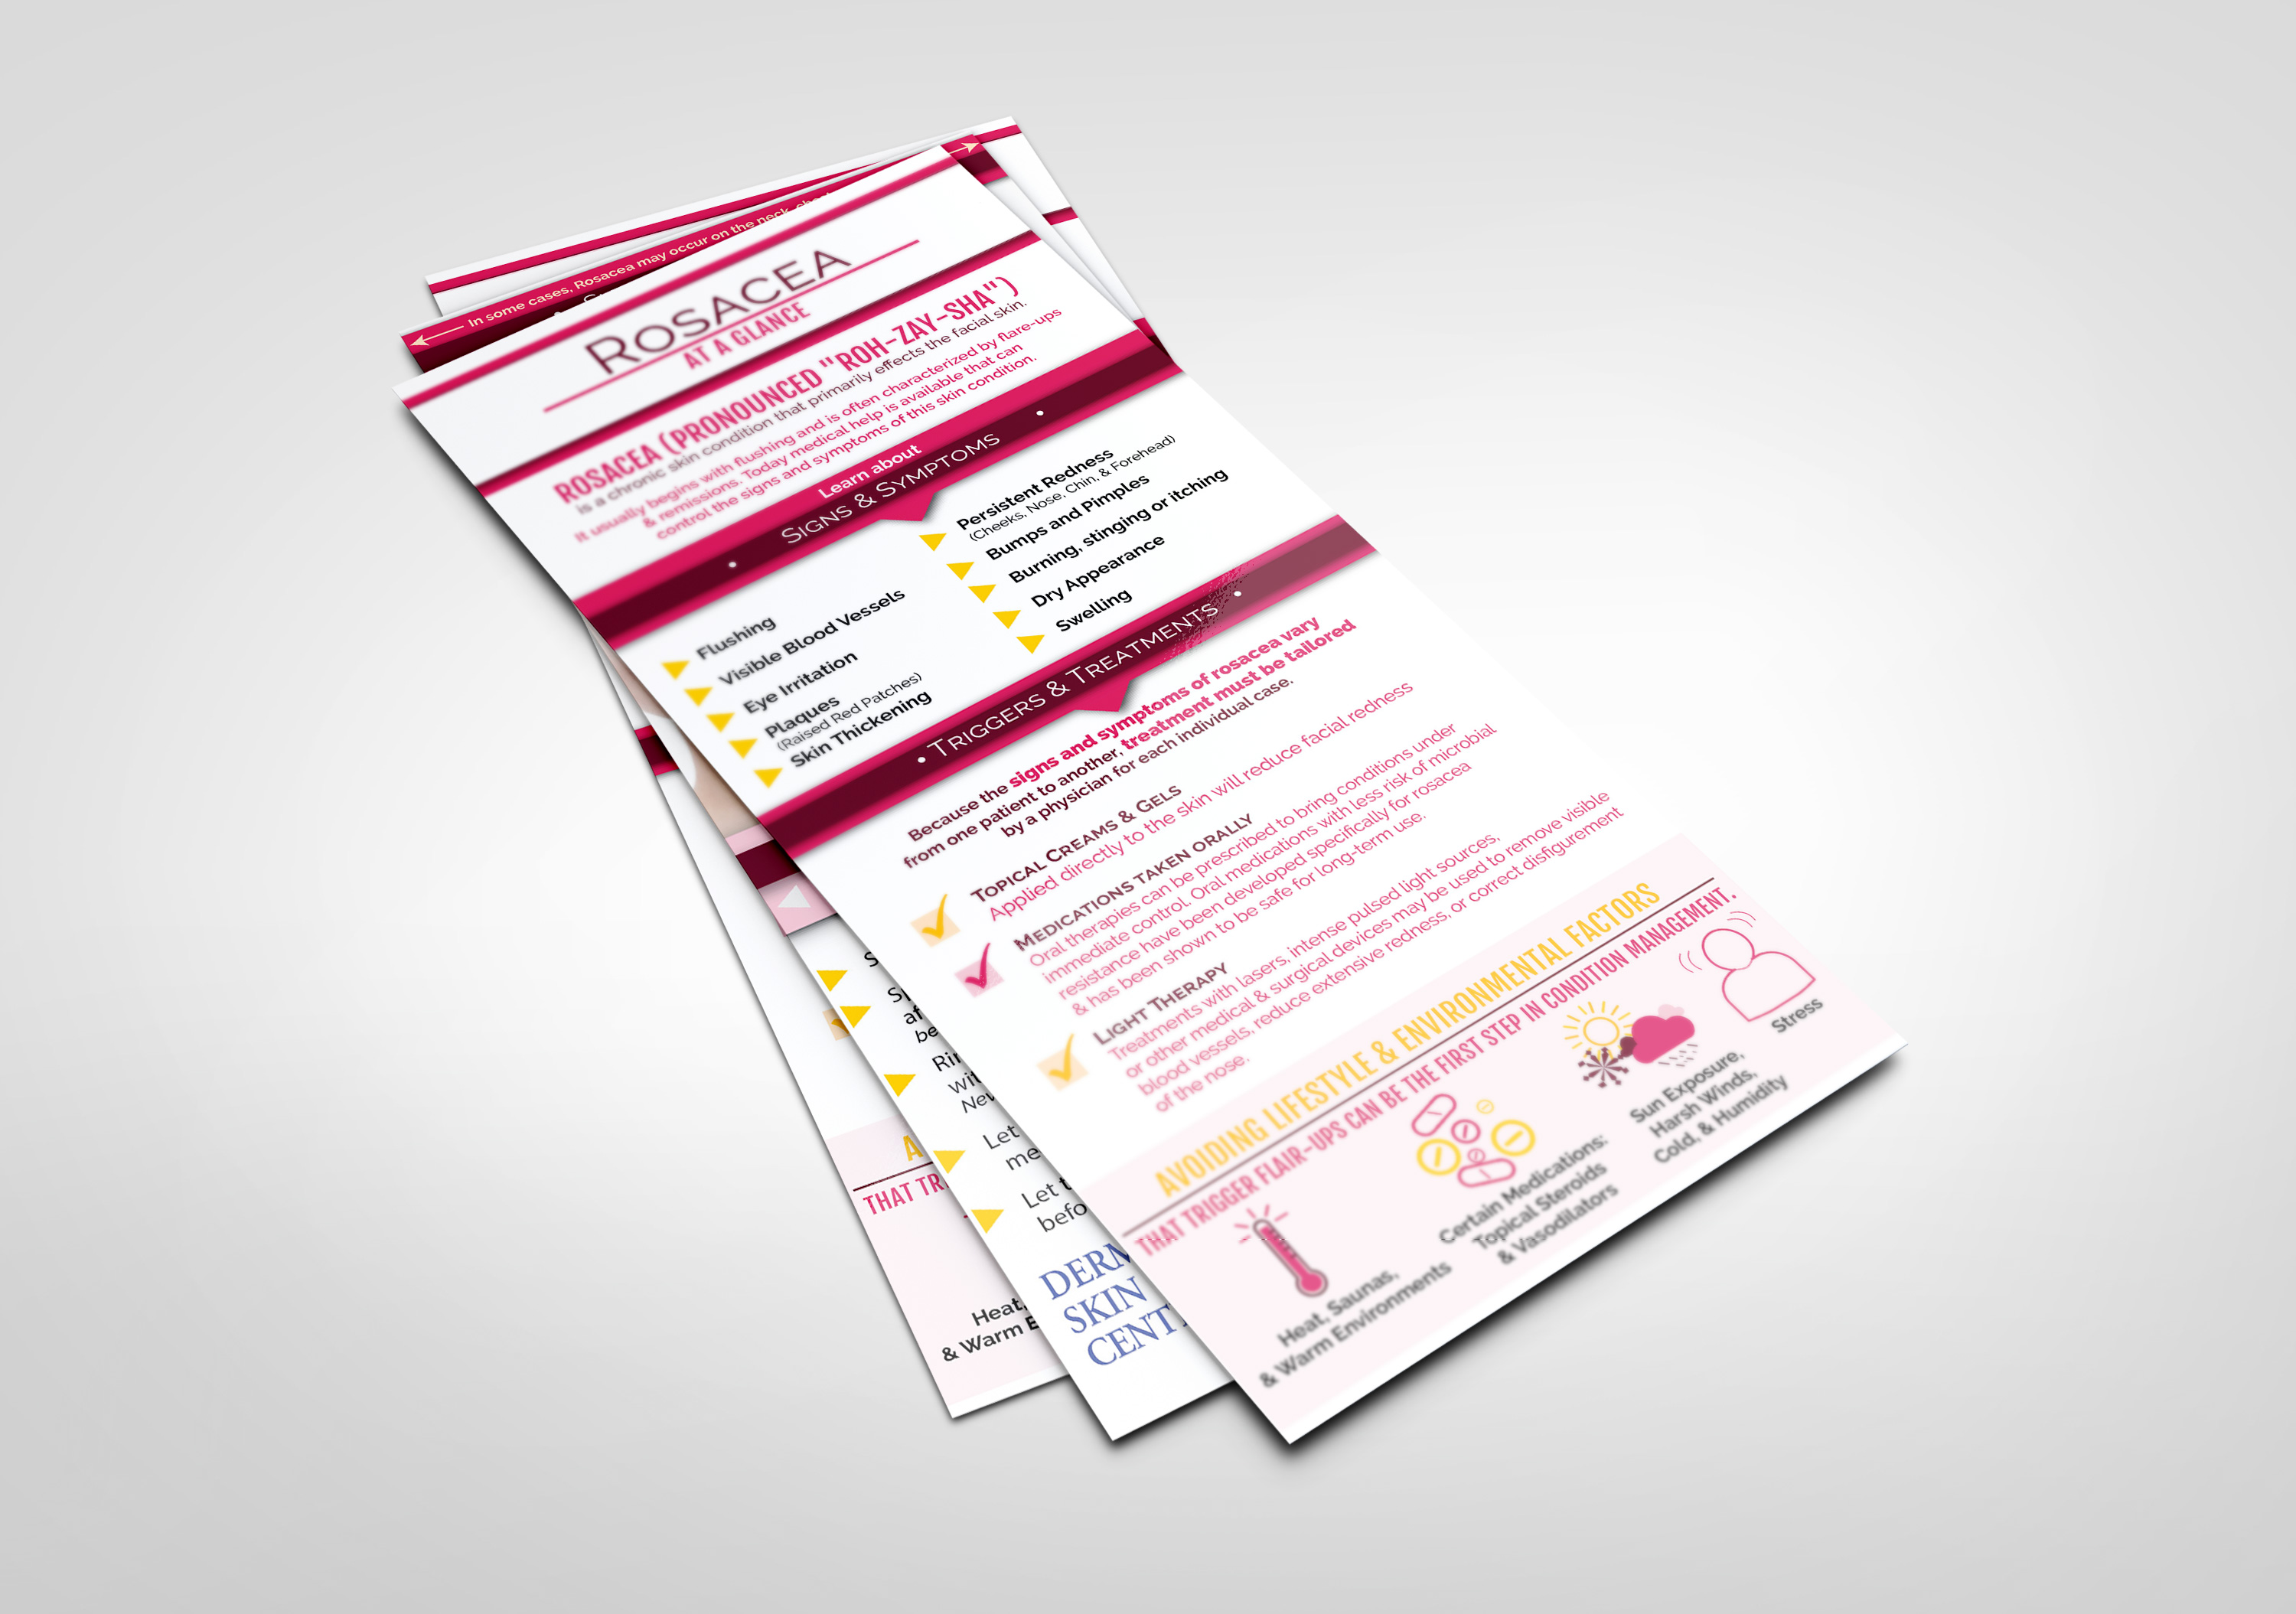 In some cases, Rosacea may occur on the neck,
ROSACEA
AT A GLANCE
ROSACEA (PRONOUNCED "ROH-ZAY-SHA")
is a chronic skin condition that primarily effects the facial skin.
It usually begins with flushing and is often characterized by flare-ups
& remissions. Today medical help is available that can
control the signs and symptoms of this skin condition.
Learn about
• SIGNS & SYMPTOMS •
Flushing
Visible Blood Vessels
Eye Irritation
Plaques
(Raised Red Patches)
Skin Thickening
Persistent Redness
(Cheeks, Nose, Chin, & Forehead)
Bumps and Pimples
Burning, stinging or itching
Dry Appearance
Swelling
• TRIGGERS & TREATMENTS •
Because the signs and symptoms of rosacea vary
from one patient to another, treatment must be tailored
by a physician for each individual case.
TOPICAL CREAMS & GELS
Applied directly to the skin will reduce facial redness
MEDICATIONS TAKEN ORALLY
Oral therapies can be prescribed to bring conditions under
immediate control. Oral medications with less risk of microbial
resistance have been developed specifically for rosacea
& has been shown to be safe for long-term use.
LIGHT THERAPY
Treatments with lasers, intense pulsed light sources,
or other medical & surgical devices may be used to remove visible
blood vessels, reduce extensive redness, or correct disfigurement
of the nose.
AVOIDING LIFESTYLE & ENVIRONMENTAL FACTORS
THAT TRIGGER FLAIR-UPS CAN BE THE FIRST STEP IN CONDITION MANAGEMENT.
Heat, Saunas,
& Warm Environments
Certain Medications:
Topical Steroids
& Vasodilators
Sun Exposure,
Harsh Winds,
Cold, & Humidity
Stress
Let
Let
SKIN
THAT
Heat,
& Warm